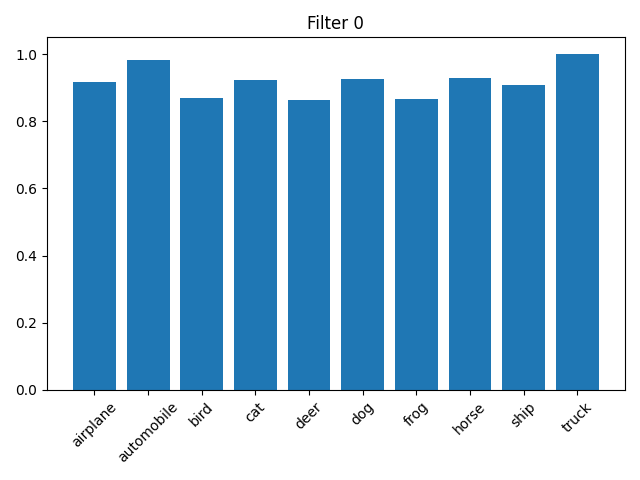 Filter 0
1.0
0.8
0.6
0.4
0.2
0.0
airplane
automobile
bird
cat
deer
dog
frog
horse
ship
truck